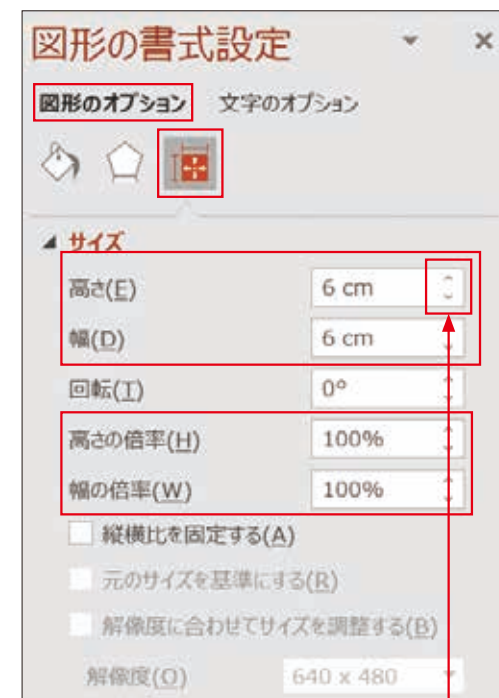 図形の書式設定
図形のオプション 文字のオプション
サイズ
高さ(E) 6 cm
幅(D) 6 cm
回転(T) 0°
高さの倍率(H) 100%
幅の倍率(W) 100%
縦横比を固定する(A)
元のサイズを基準にする(R)
解像度に合わせてサイズを調整する(B)
解像度(O) 640 x 480